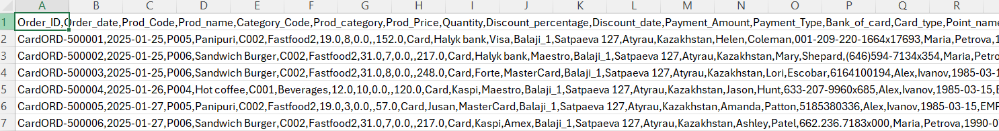 A B C D E F G H I J K L M N O P Q R
1 Order_ID,Order_date,Prod_Code,Prod_name,Category_Code,Prod_category,Prod_Price,Quantity,Discount_percentage,Discount_date,Payment_Amount,Payment_Type,Bank_of_card,Card_type,Point_name
2 CardORD-500001,2025-01-25,P005,Panipuri,C002,Fastfood2,19.0,8,0.0,,152.0,Card,Halyk bank,Visa,Balaji_1,Satpaeva 127,Atyrau,Kazakhstan,Helen,Coleman,001-209-220-1664x17693,Maria,Petrova,1
3 CardORD-500002,2025-01-25,P006,Sandwich Burger,C002,Fastfood2,31.0,7,0.0,,217.0,Card,Halyk bank,Maestro,Balaji_1,Satpaeva 127,Atyrau,Kazakhstan,Mary,Shepard,(646)594-7134x354,Maria,Petro
4 CardORD-500003,2025-01-25,P006,Sandwich Burger,C002,Fastfood2,31.0,8,0.0,,248.0,Card,Forte,MasterCard,Balaji_1,Satpaeva 127,Atyrau,Kazakhstan,Lori,Escobar,6164100194,Alex,Ivanov,1985-03-1
5 CardORD-500004,2025-01-26,P004,Hot coffee,C001,Beverages,12.0,10,0.0,,120.0,Card,Kaspi,Maestro,Balaji_1,Satpaeva 127,Atyrau,Kazakhstan,Jason,Hunt,633-207-9960x685,Alex,Ivanov,1985-03-15,E
6 CardORD-500005,2025-01-27,P005,Panipuri,C002,Fastfood2,19.0,3,0.0,,57.0,Card,Jusan,MasterCard,Balaji_1,Satpaeva 127,Atyrau,Kazakhstan,Amanda,Patton,5185380336,Alex,Ivanov,1985-03-15,EMF
7 CardORD-500006,2025-01-27,P006,Sandwich Burger,C002,Fastfood2,31.0,7,0.0,,217.0,Card,Kaspi,Amex,Balaji_1,Satpaeva 127,Atyrau,Kazakhstan,Ashley,Patel,662.236.7183x000,Maria,Petrova,1990-0